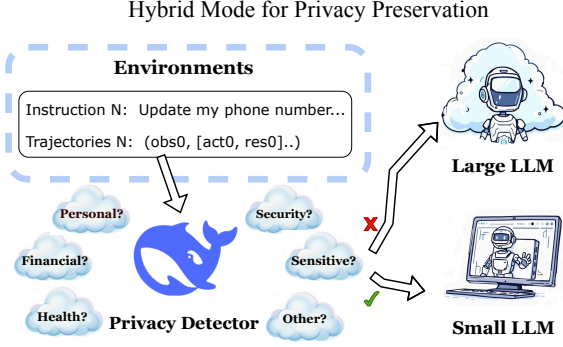 Hybrid Mode for Privacy Preservation
Environments
Instruction N: Update my phone number...
Trajectories N: (obs0, [act0, res0]..)
Large LLM
Personal?
Security?
X
Financial?
Sensitive?
Health?
Privacy Detector
Other?
✓
Small LLM